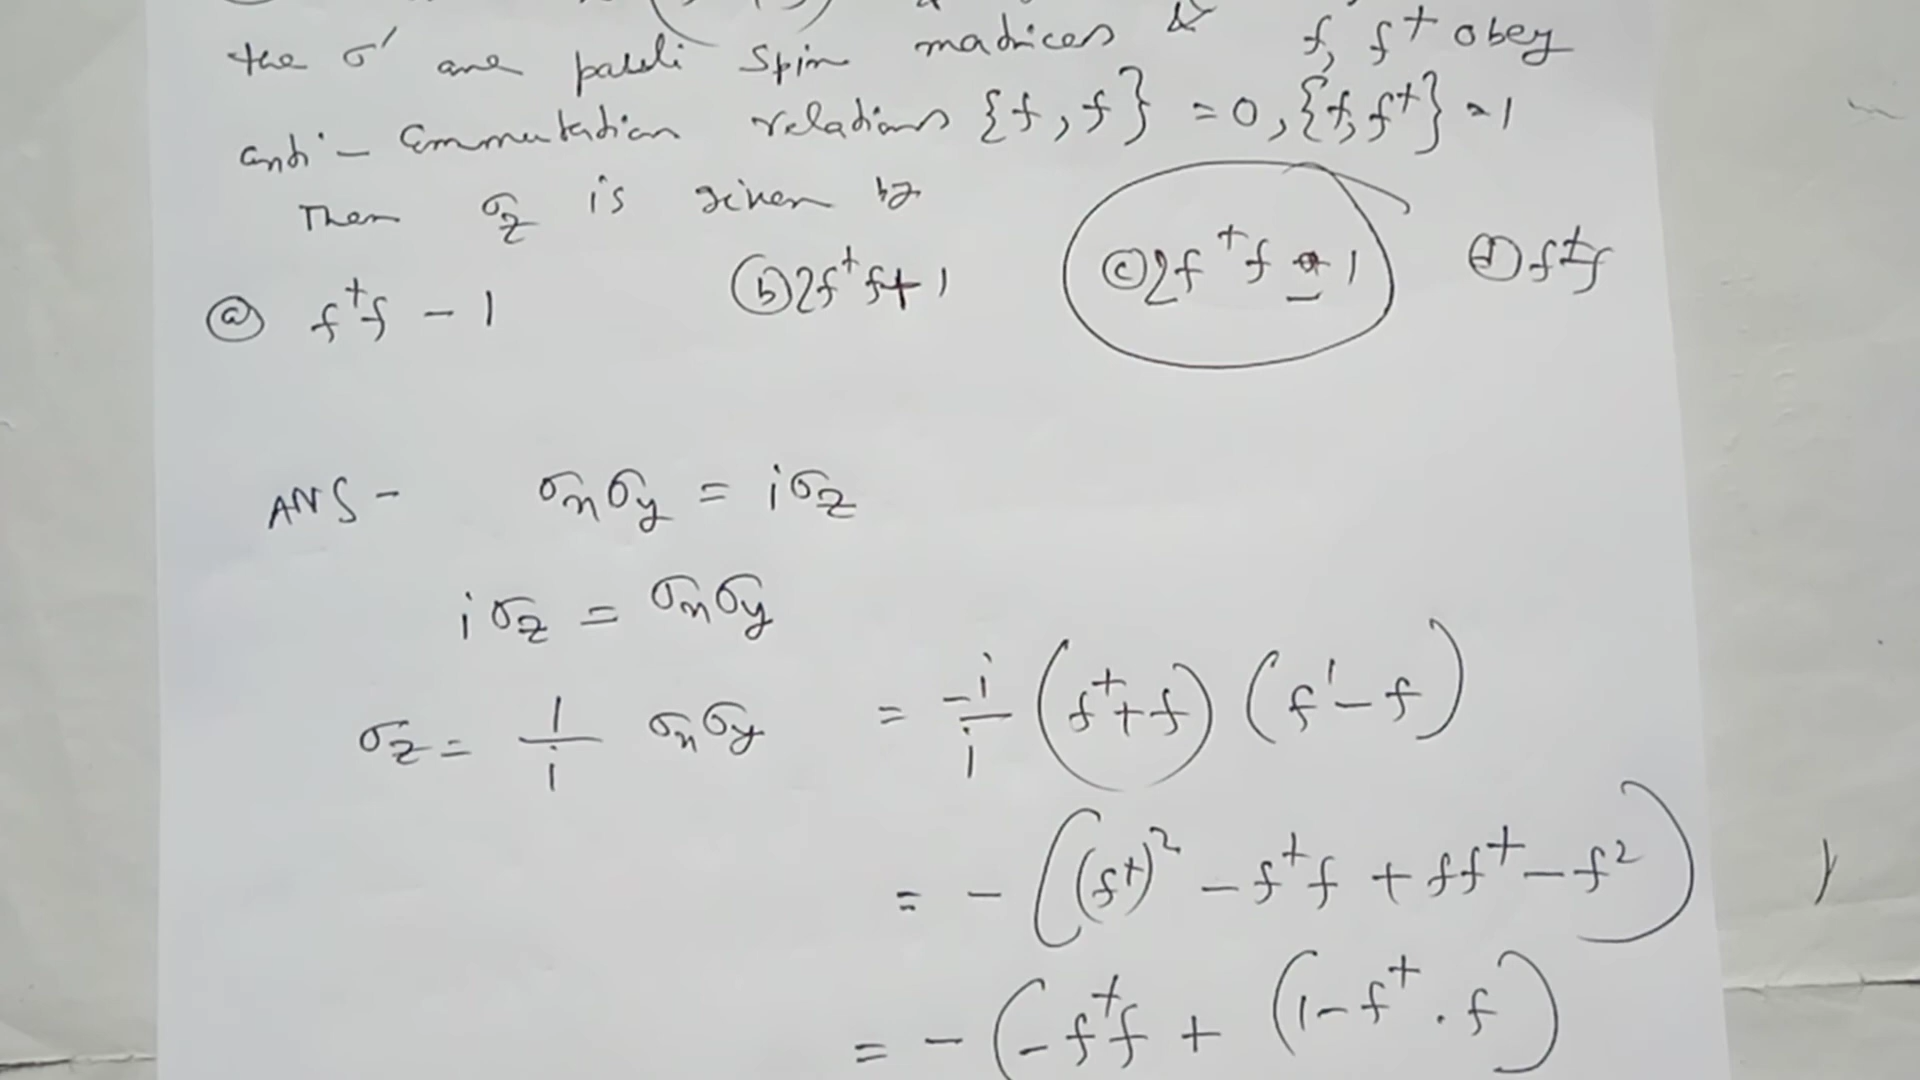 the σ' are pauli spin matrices & f, f† obey
anti-Commutation relations {f, f} = 0, {f, f†} = 1
Then σz is given by
ⓐ f†f - 1 ⓑ 2f†f + 1 ⓒ 2f†f - 1 ⓓ f†f
ANS - σxσy = iσz
iσz = σxσy
σz = 1/i σxσy = -i/i (f† + f) (f' - f)
= - ((f†)² - f†f + ff† - f²)
= - (-f†f + (1 - f†.f)